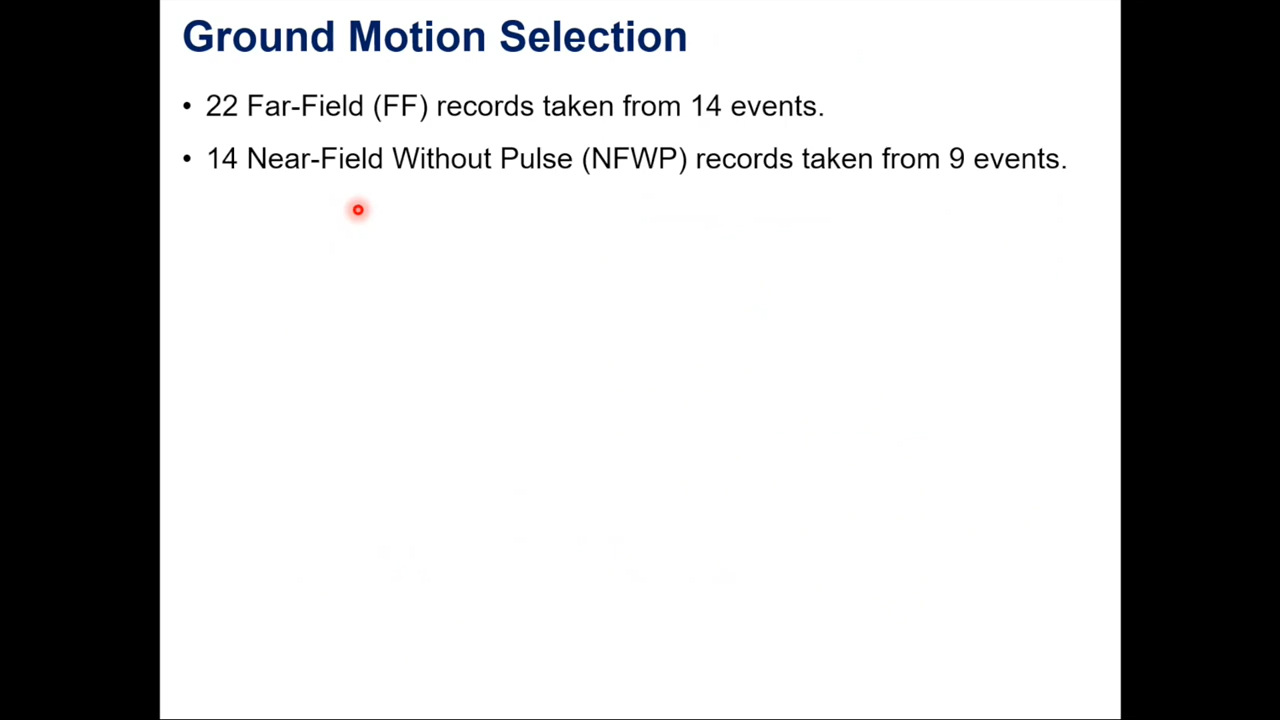 Ground Motion Selection
• 22 Far-Field (FF) records taken from 14 events.
• 14 Near-Field Without Pulse (NFWP) records taken from 9 events.